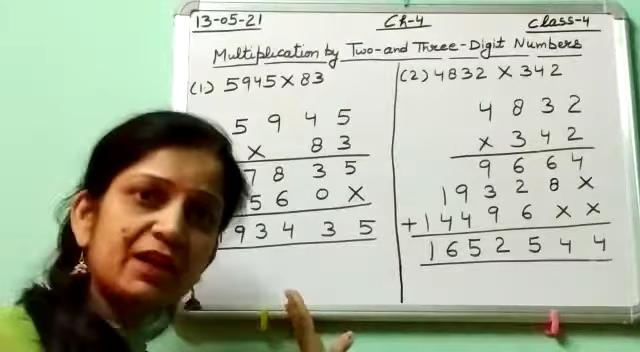 13-05-21 Ch-4 Class-4
Multiplication by Two-and Three-Digit Numbers
(1) 5945 X 83
5 9 4 5
X 8 3
7 8 3 5
5 6 0 X
9 3 4 3 5
(2) 4832 X 342
4 8 3 2
X 3 4 2
9 6 6 4
1 9 3 2 8 X
+ 1 4 4 9 6 X X
1 6 5 2 5 4 4